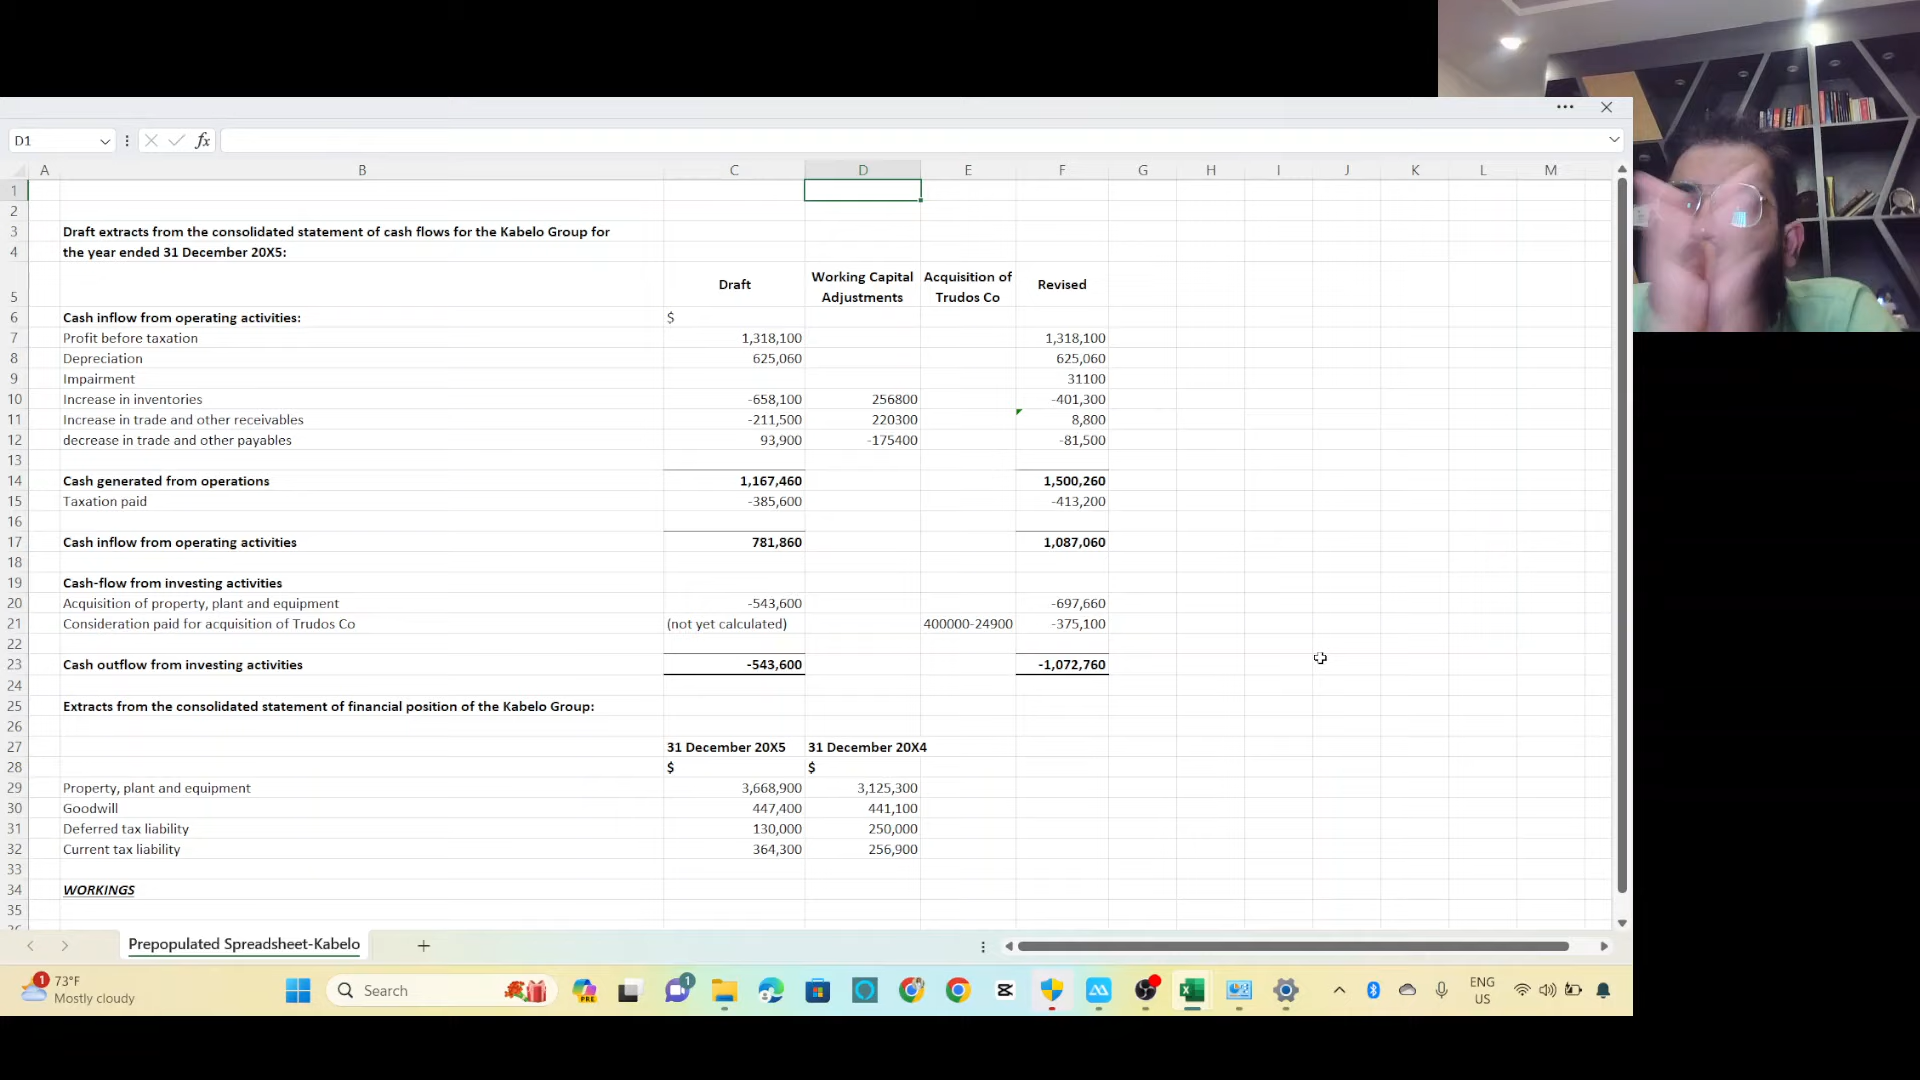 D1
fx
A B C D E F G H I J K L M
1
2
3 Draft extracts from the consolidated statement of cash flows for the Kabelo Group for
4 the year ended 31 December 20X5:
Working Capital Acquisition of
5 Draft Adjustments Trudos Co Revised
6 Cash inflow from operating activities: $
7 Profit before taxation 1,318,100 1,318,100
8 Depreciation 625,060 625,060
9 Impairment 31100
10 Increase in inventories -658,100 256800 -401,300
11 Increase in trade and other receivables -211,500 220300 8,800
12 decrease in trade and other payables 93,900 -175400 -81,500
13
14 Cash generated from operations 1,167,460 1,500,260
15 Taxation paid -385,600 -413,200
16
17 Cash inflow from operating activities 781,860 1,087,060
18
19 Cash-flow from investing activities
20 Acquisition of property, plant and equipment -543,600 -697,660
21 Consideration paid for acquisition of Trudos Co (not yet calculated) 400000-24900 -375,100
22
23 Cash outflow from investing activities -543,600 -1,072,760
24
25 Extracts from the consolidated statement of financial position of the Kabelo Group:
26
27 31 December 20X5 31 December 20X4
28 $ $
29 Property, plant and equipment 3,668,900 3,125,300
30 Goodwill 447,400 441,100
31 Deferred tax liability 130,000 250,000
32 Current tax liability 364,300 256,900
33
34 WORKINGS
35
Prepopulated Spreadsheet-Kabelo
1 73°F
Mostly cloudy
Search
PRE
1
ENG
US